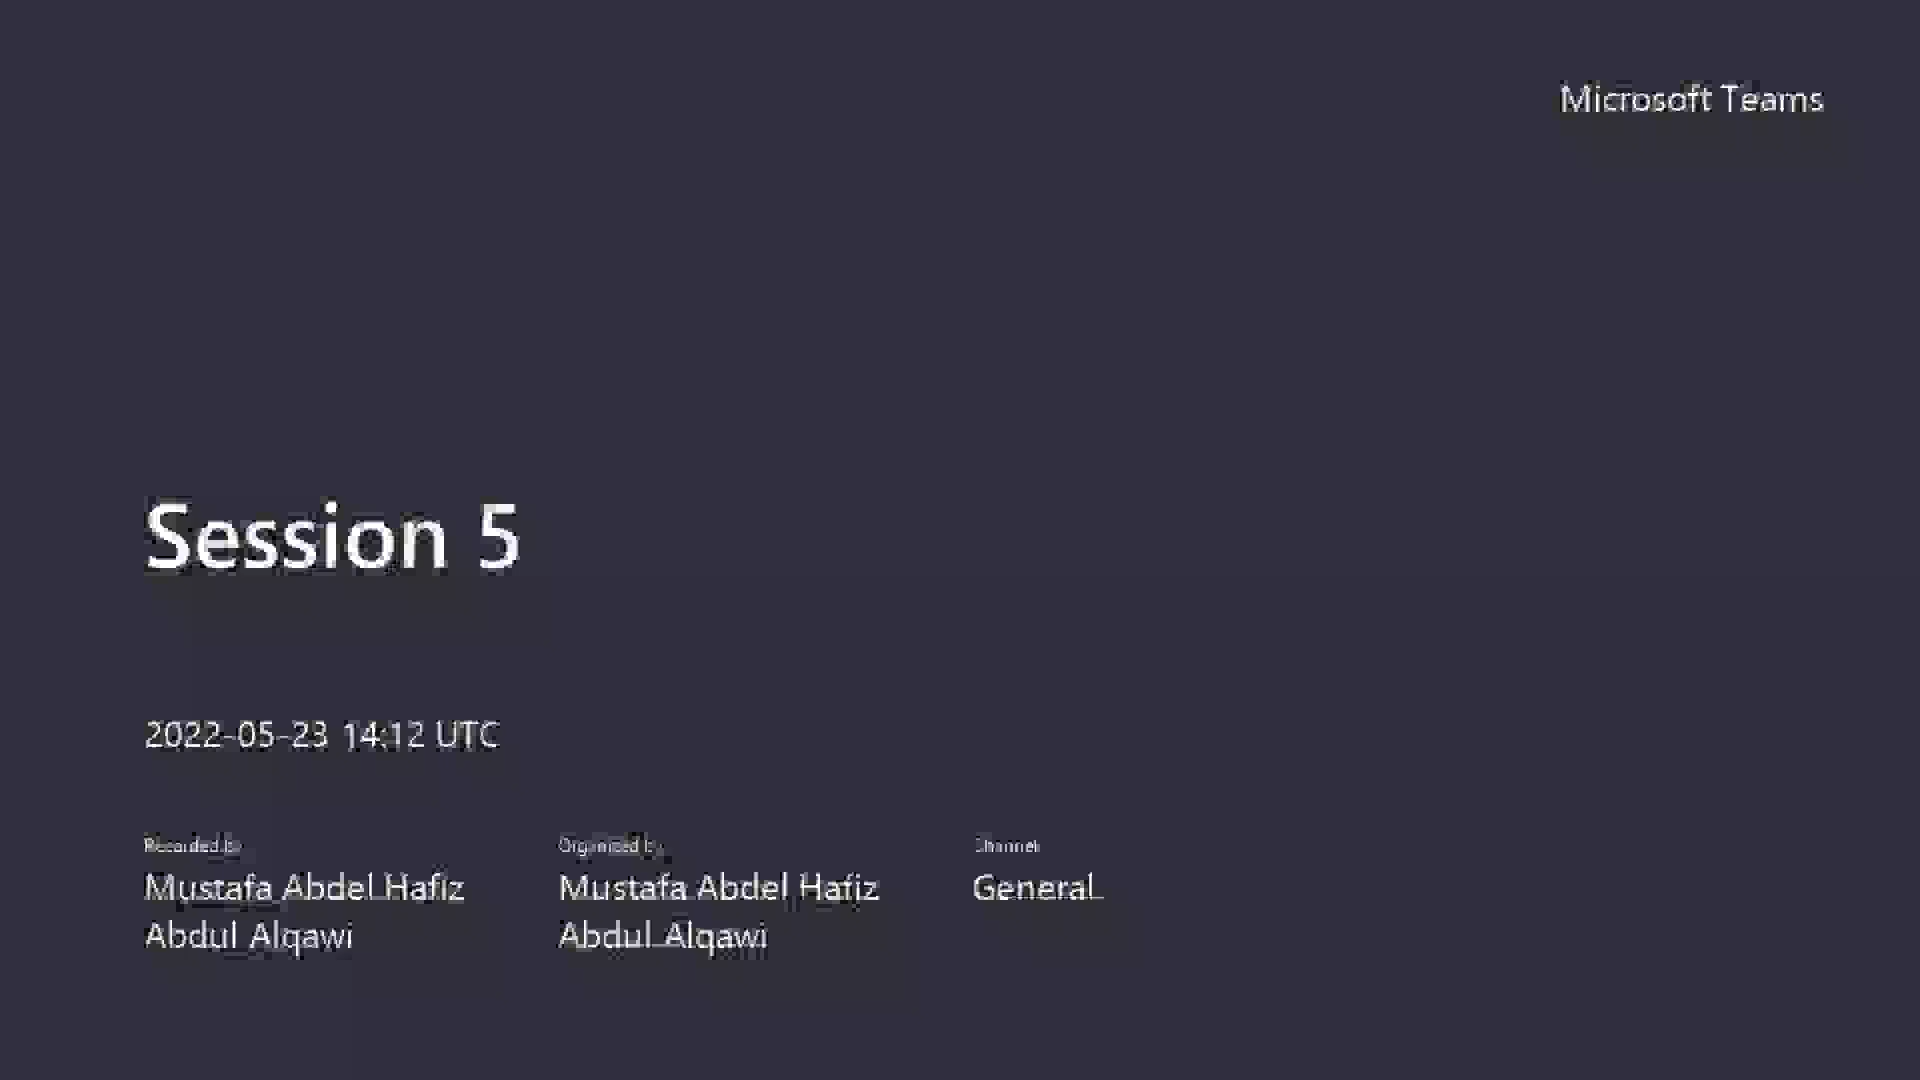 Microsoft Teams
Session 5
2022-05-23 14:12 UTC
Recorded by
Organized by
Channel
Mustafa Abdel Hafiz
Abdul Alqawi
Mustafa Abdel Hafiz
Abdul Alqawi
General